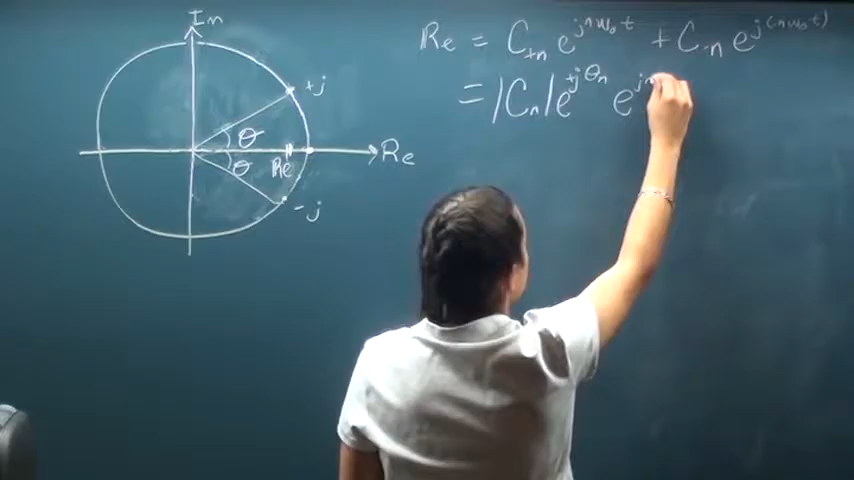 Im
Re = C₊ₙ e^{jnω₀t} + C₋ₙ e^{j(-nω₀t)}
= |Cₙ| e^{+jθₙ} e^{jn
+j
θ
Re
θ
Re
-j